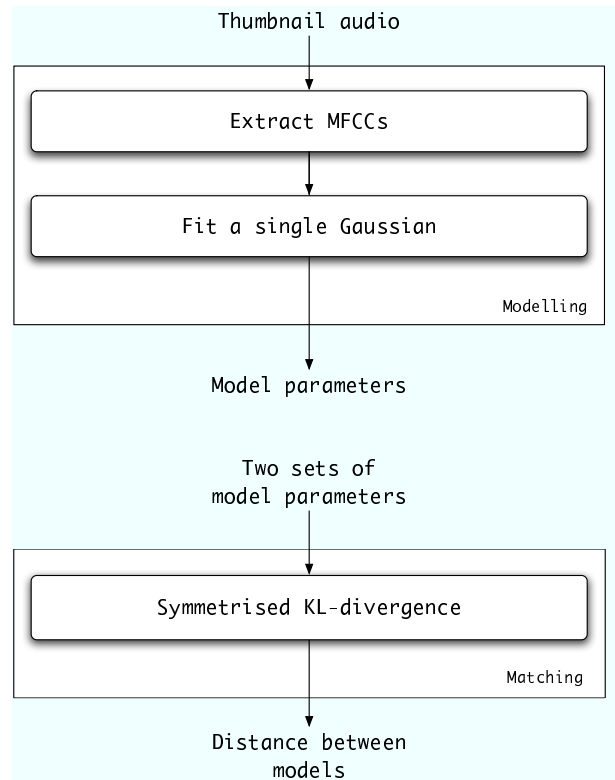 Thumbnail audio
Extract MFCCs
Fit a single Gaussian
Modelling
Model parameters
Two sets of
model parameters
Symmetrised KL-divergence
Matching
Distance between
models